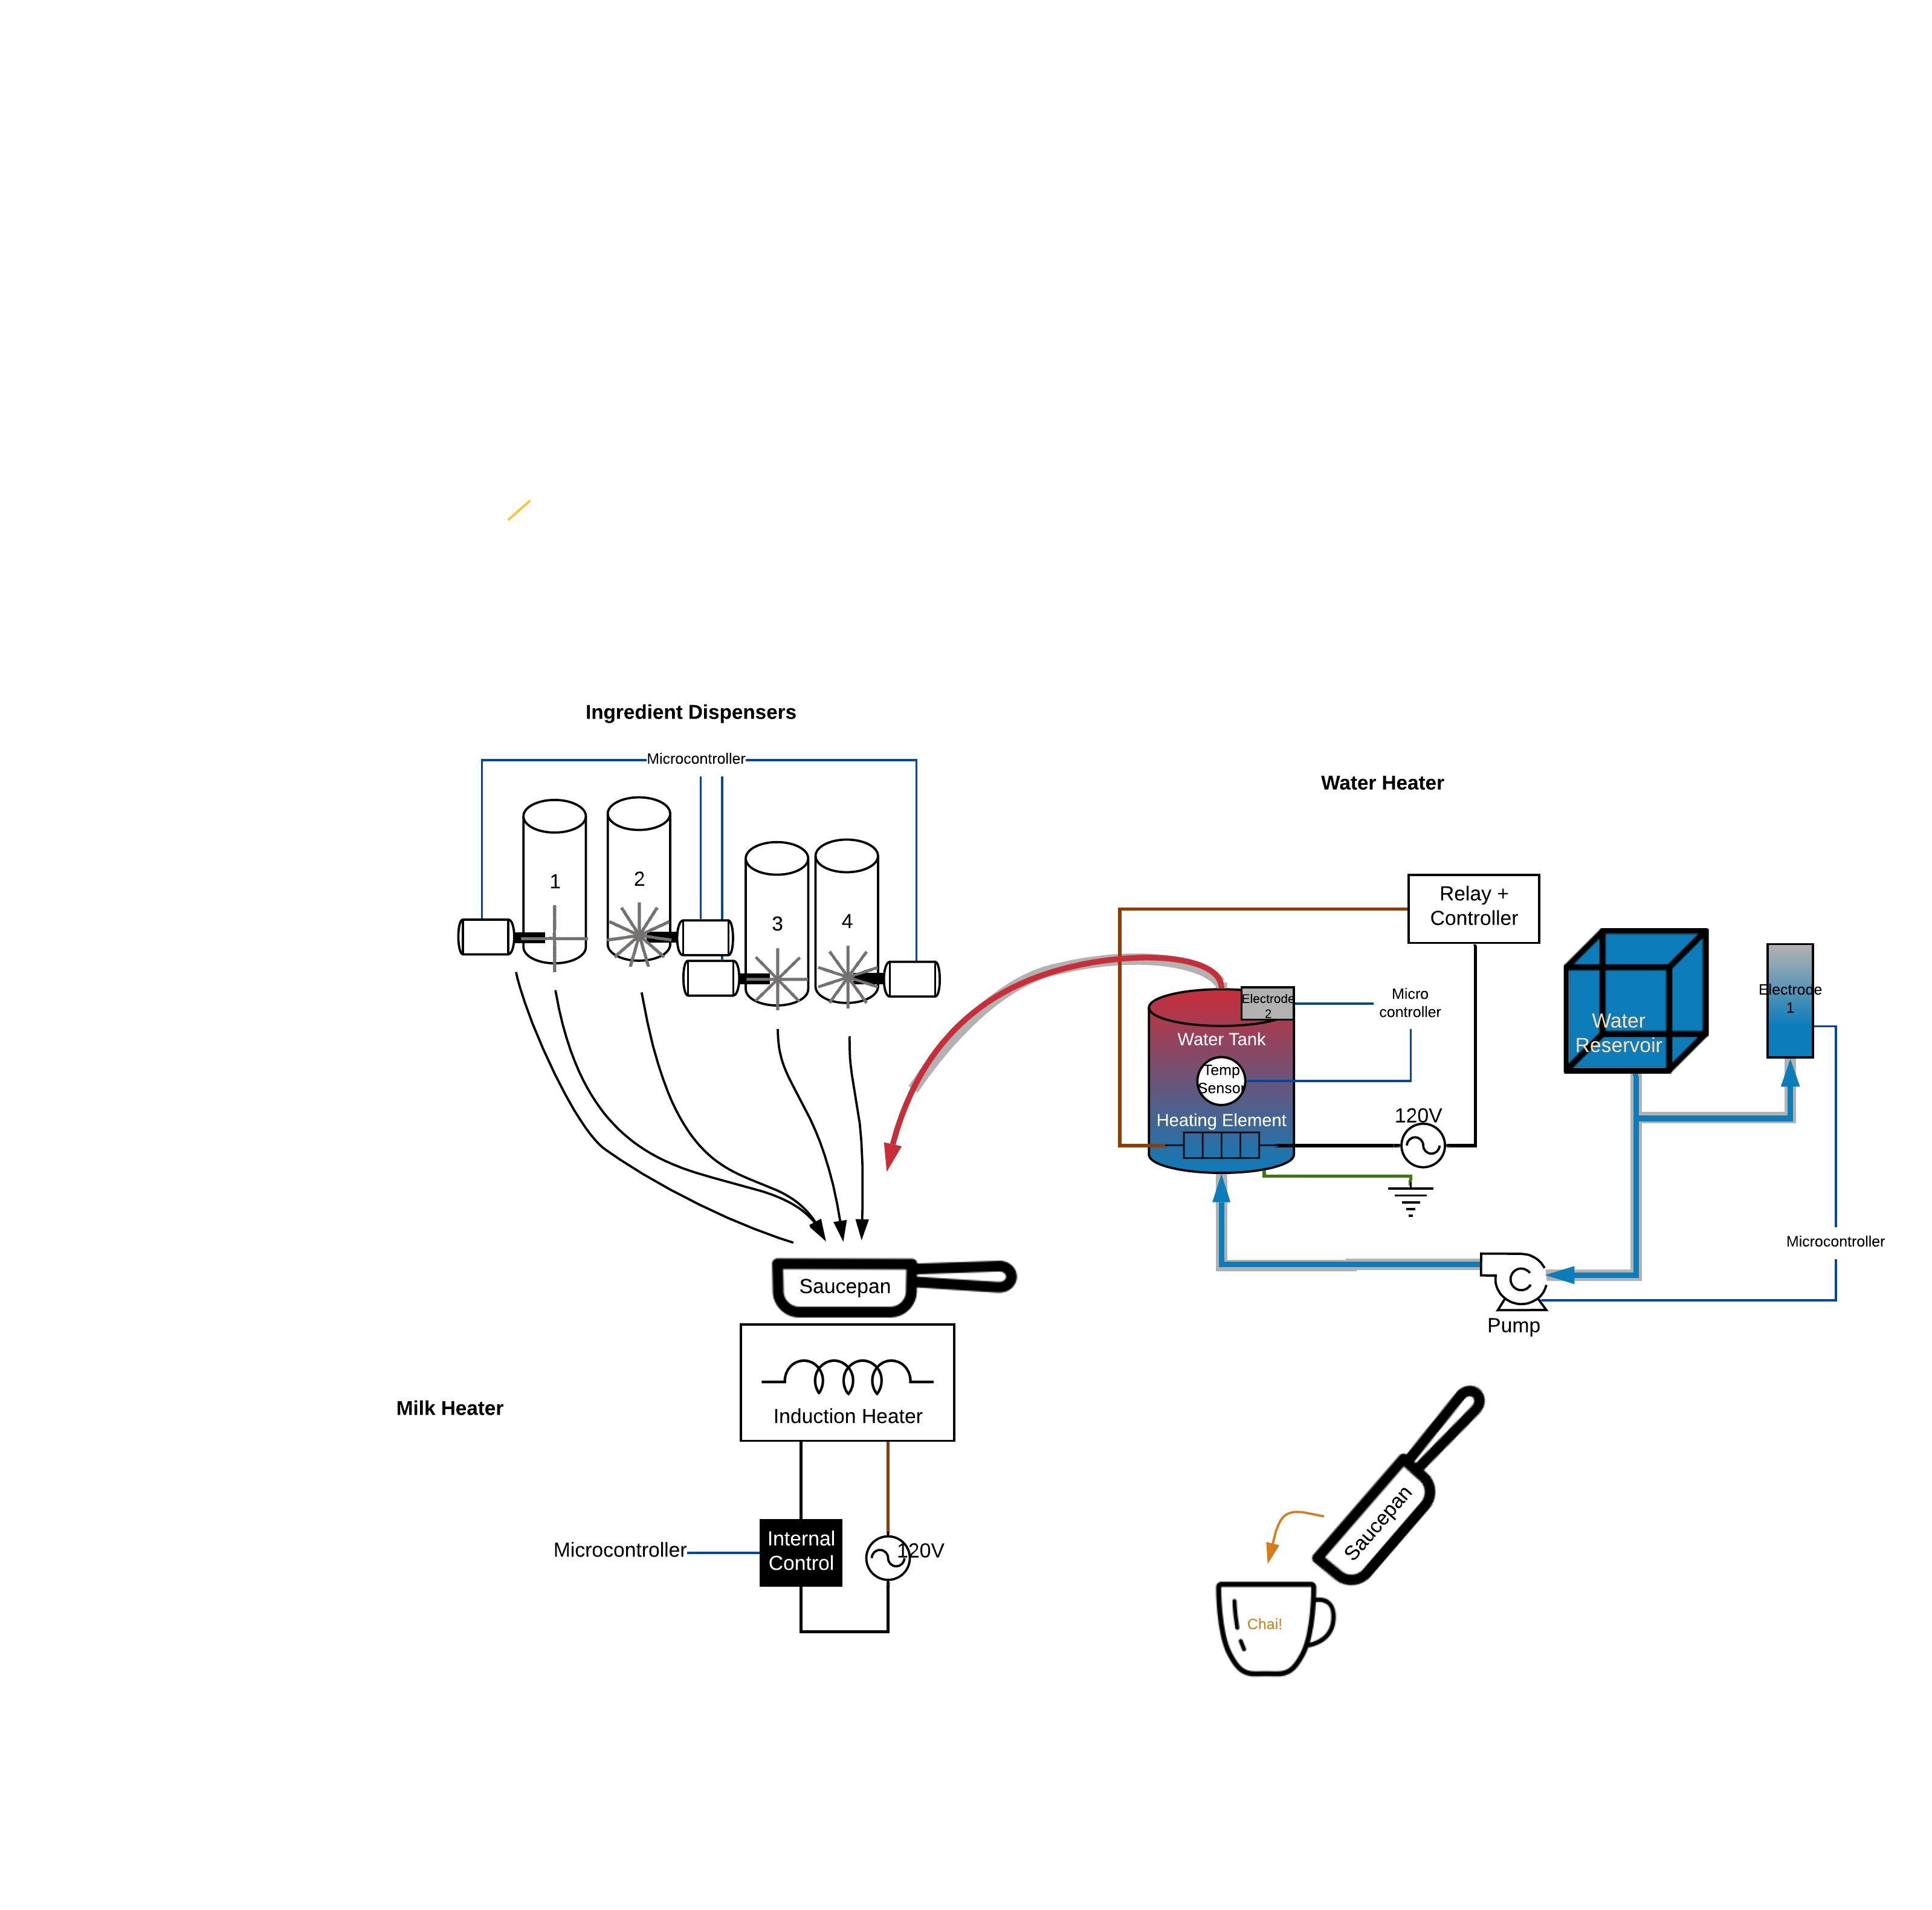 Ingredient Dispensers
Microcontroller
Water Heater
1
2
3
4
Relay +
Controller
Electrode
2
Micro
controller
Water Tank
Temp
Sensor
Heating Element
120V
Water
Reservoir
Electrode
1
Microcontroller
Pump
Saucepan
Induction Heater
Milk Heater
Microcontroller
Internal
Control
120V
Saucepan
Chai!